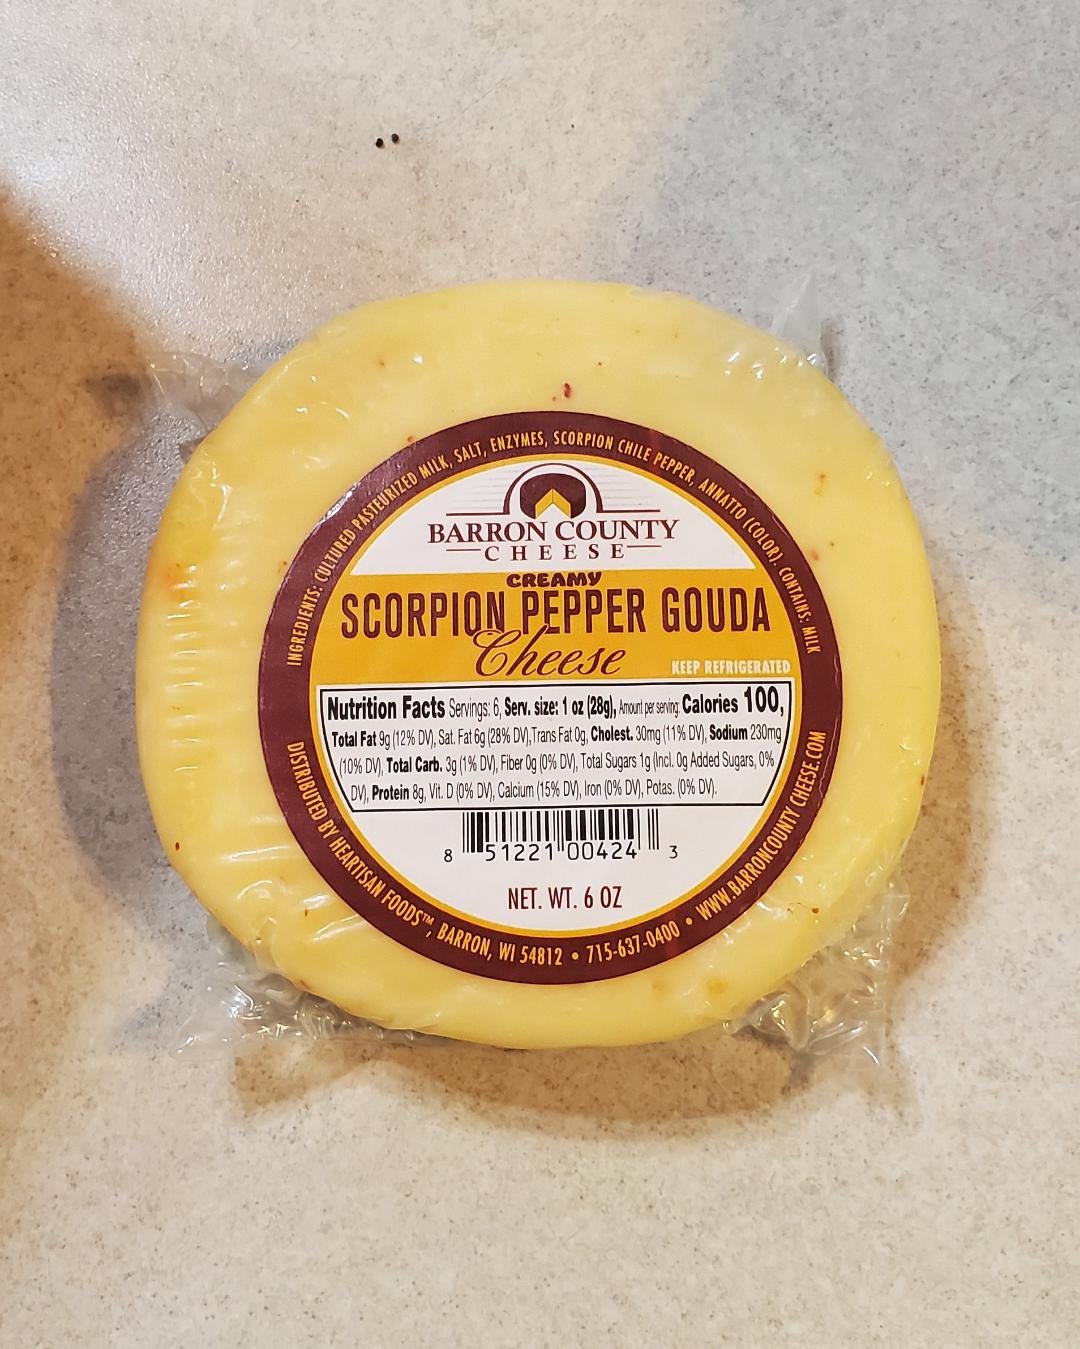 INGREDIENTS: CULTURED PASTEURIZED MILK, SALT, ENZYMES, SCORPION CHILE PEPPER, ANNATTO (COLOR). CONTAINS: MILK
BARRON COUNTY
CHEESE
CREAMY
SCORPION PEPPER GOUDA
Cheese
KEEP REFRIGERATED
Nutrition Facts Servings: 6, Serv. size: 1 oz (28g), Amount per serving: Calories 100,
Total Fat 9g (12% DV), Sat. Fat 6g (28% DV), Trans Fat 0g, Cholest. 30mg (11% DV), Sodium 230mg
(10% DV), Total Carb. 3g (1% DV), Fiber 0g (0% DV), Total Sugars 1g (Incl. 0g Added Sugars, 0%
DV), Protein 8g, Vit. D (0% DV), Calcium (15% DV), Iron (0% DV), Potas. (0% DV).
8 51221 00424 3
NET. WT. 6 OZ
DISTRIBUTED BY HEARTISAN FOODS™, BARRON, WI 54812 • 715-637-0400 • WWW.BARRONCOUNTY CHEESE.COM